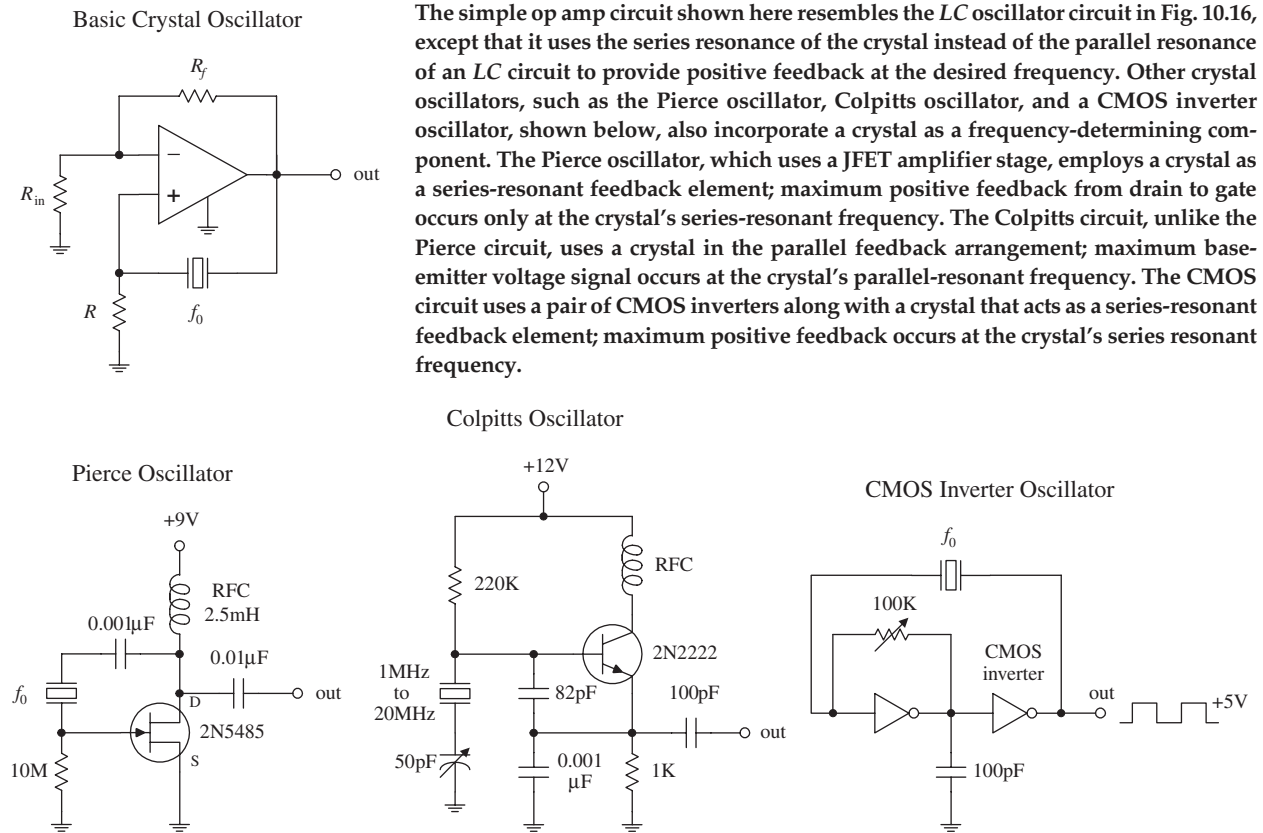 Basic Crystal Oscillator
R_f
R_in
−
+
out
R
f_0
The simple op amp circuit shown here resembles the LC oscillator circuit in Fig. 10.16,
except that it uses the series resonance of the crystal instead of the parallel resonance
of an LC circuit to provide positive feedback at the desired frequency. Other crystal
oscillators, such as the Pierce oscillator, Colpitts oscillator, and a CMOS inverter
oscillator, shown below, also incorporate a crystal as a frequency-determining com-
ponent. The Pierce oscillator, which uses a JFET amplifier stage, employs a crystal as
a series-resonant feedback element; maximum positive feedback from drain to gate
occurs only at the crystal's series-resonant frequency. The Colpitts circuit, unlike the
Pierce circuit, uses a crystal in the parallel feedback arrangement; maximum base-
emitter voltage signal occurs at the crystal's parallel-resonant frequency. The CMOS
circuit uses a pair of CMOS inverters along with a crystal that acts as a series-resonant
feedback element; maximum positive feedback occurs at the crystal's series resonant
frequency.
Pierce Oscillator
+9V
RFC
2.5mH
0.001µF
0.01µF
f_0
D
out
2N5485
S
10M
Colpitts Oscillator
+12V
RFC
220K
2N2222
1MHz
to
20MHz
82pF
100pF
out
50pF
0.001
µF
1K
CMOS Inverter Oscillator
f_0
100K
CMOS
inverter
out
+5V
100pF